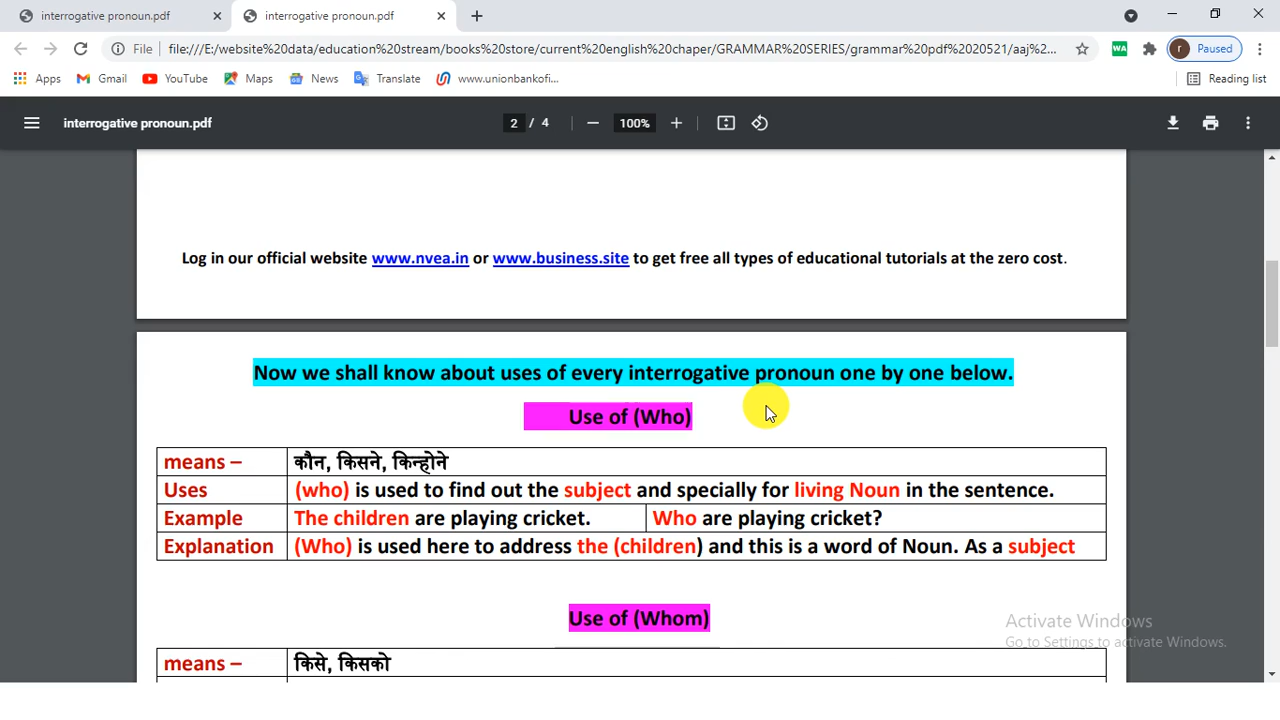 interrogative pronoun.pdf
interrogative pronoun.pdf
File file:///E:/website%20data/education%20stream/books%20store/current%20english%20chaper/GRAMMAR%20SERIES/grammar%20pdf%2020521/aaj%2...
WA
r Paused
Apps Gmail YouTube Maps News Translate www.unionbankofi... Reading list
interrogative pronoun.pdf 2 / 4 100%
Log in our official website www.nvea.in or www.business.site to get free all types of educational tutorials at the zero cost.
Now we shall know about uses of every interrogative pronoun one by one below.
Use of (Who)
means – कौन, किसने, किन्होने
Uses (who) is used to find out the subject and specially for living Noun in the sentence.
Example The children are playing cricket. Who are playing cricket?
Explanation (Who) is used here to address the (children) and this is a word of Noun. As a subject
Use of (Whom)
means – किसे, किसको
Activate Windows
Go to Settings to activate Windows.